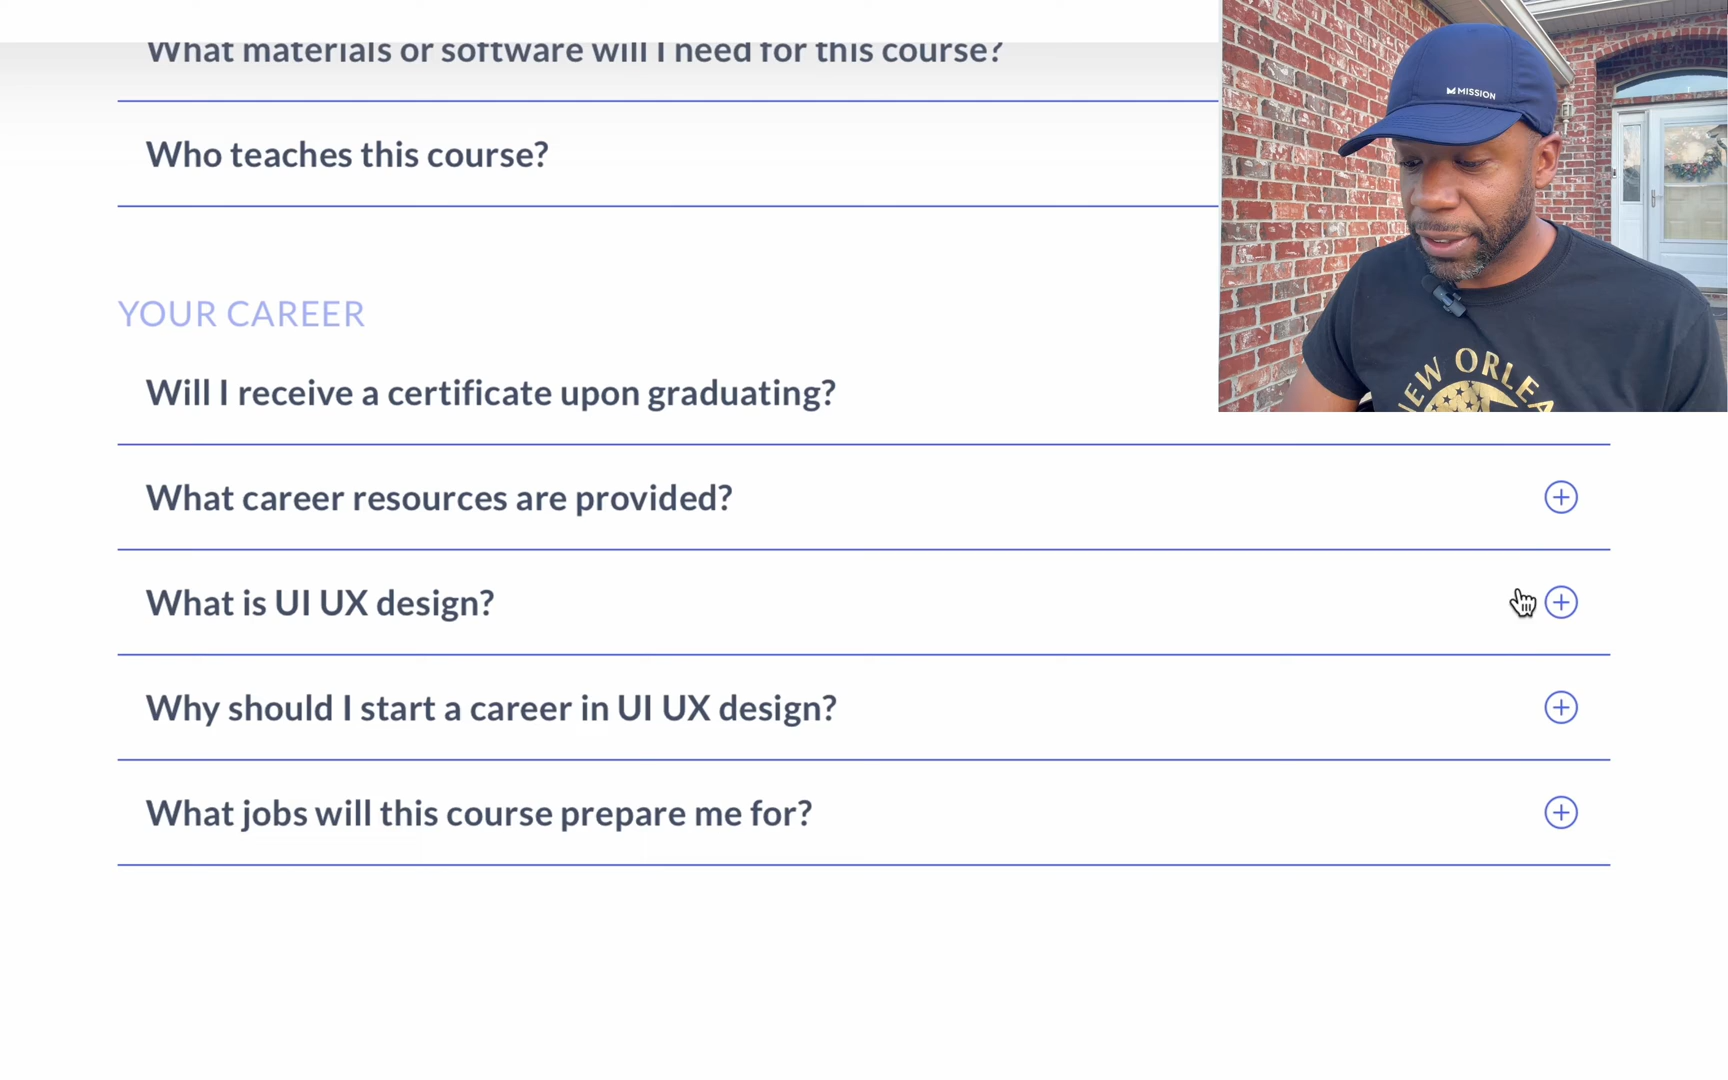 What materials or software will I need for this course?
Who teaches this course?
YOUR CAREER
Will I receive a certificate upon graduating?
What career resources are provided?
What is UI UX design?
Why should I start a career in UI UX design?
What jobs will this course prepare me for?
MISSION
NEW ORLEA